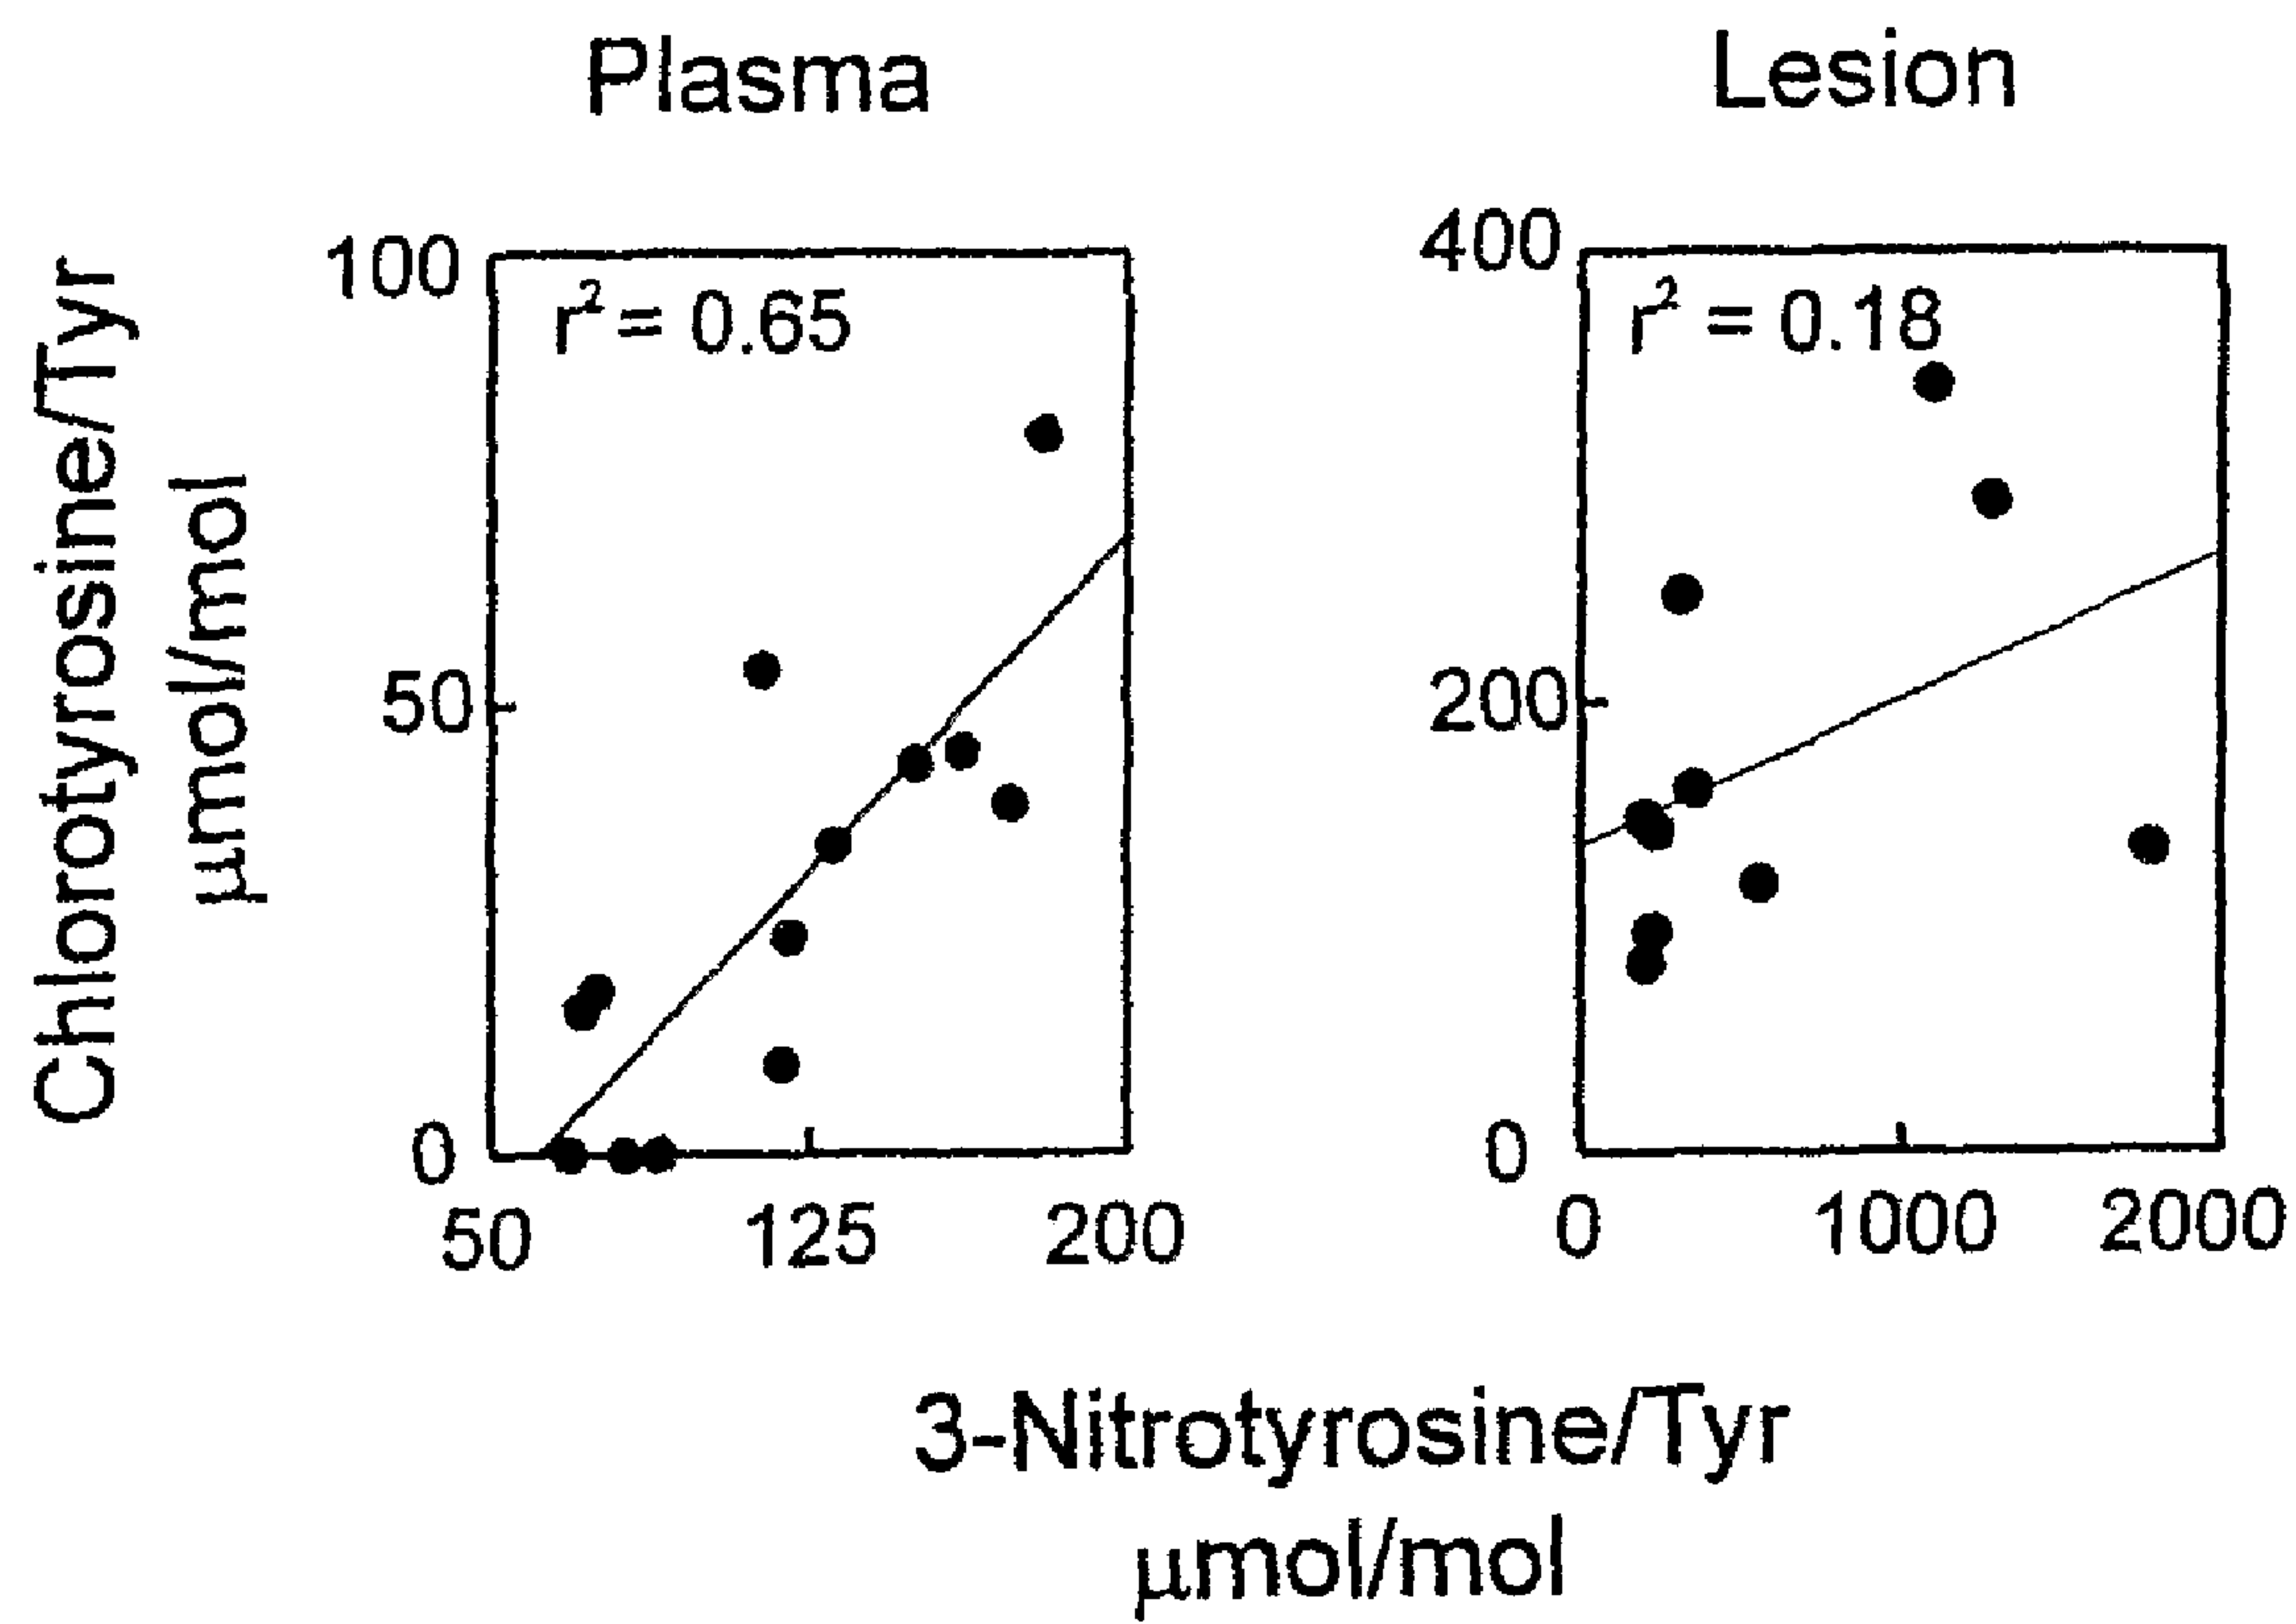 Plasma
Lesion
Chlorotyrosine/Tyr
µmol/mol
100
50
0
r² = 0.65
50
125
200
400
200
0
r² = 0.18
0
1000
2000
3-Nitrotyrosine/Tyr
µmol/mol